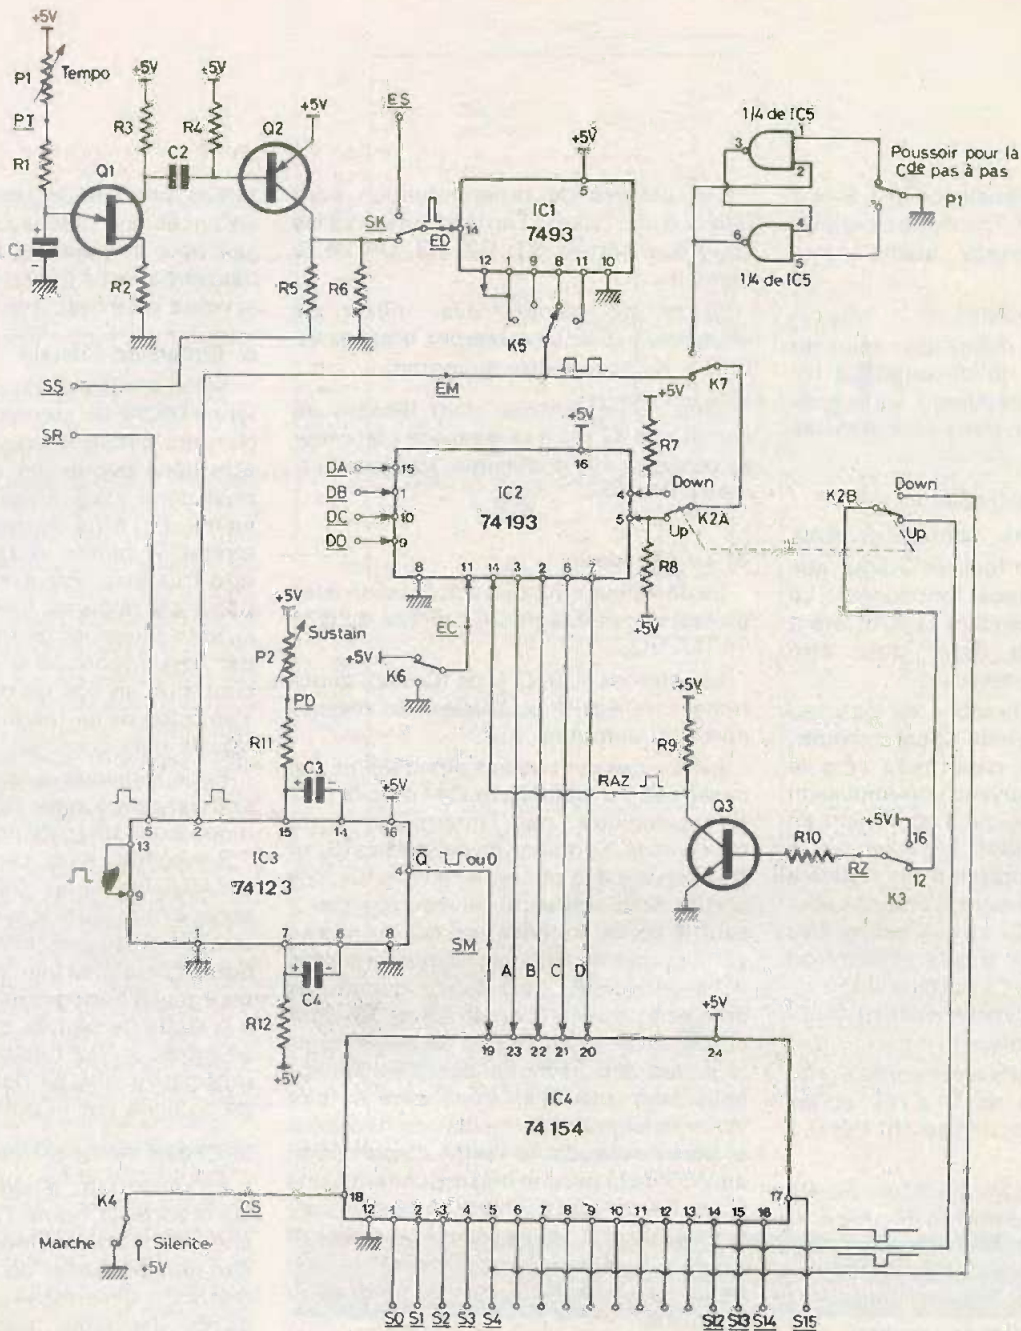 +5V
P1
Tempo
PT
R1
C1
Q1
+5V
R3
C2
+5V
R4
Q2
+5V
R2
R5
R6
SS
SR
ES
SK
ED
14
+5V
5
IC1
7493
12 1 9 8 11 10
K5
EM
1/4 de IC5
3
1
2
6
4
5
1/4 de IC5
Poussoir pour la
Cde pas à pas
P1
K7
+5V
R7
Down
K2A
Up
R8
+5V
+5V
16
IC2
74193
DA 15
DB 1
DC 10
DD 9
4
5
8 11 14 3 2 6 7
EC
+5V
K6
K2B
Down
Up
+5V
P2
Sustain
PD
R11
C3
+ -
+5V
5 2 15 14 16
13
9
IC3
74123
Q̄
4
ou 0
1 7 6 8
+ -
C4
R12
+5V
SM
+5V
R9
RAZ
Q3
R10
RZ
+5V
16
12
K3
A B C D
+5V
19 23 22 21 20 24
IC4
74154
18
17
12 1 2 3 4 5 6 7 8 9 10 11 12 13 14 15 16
K4
CS
Marche
Silence
+5V
S0 S1 S2 S3 S4 S12 S13 S14 S15